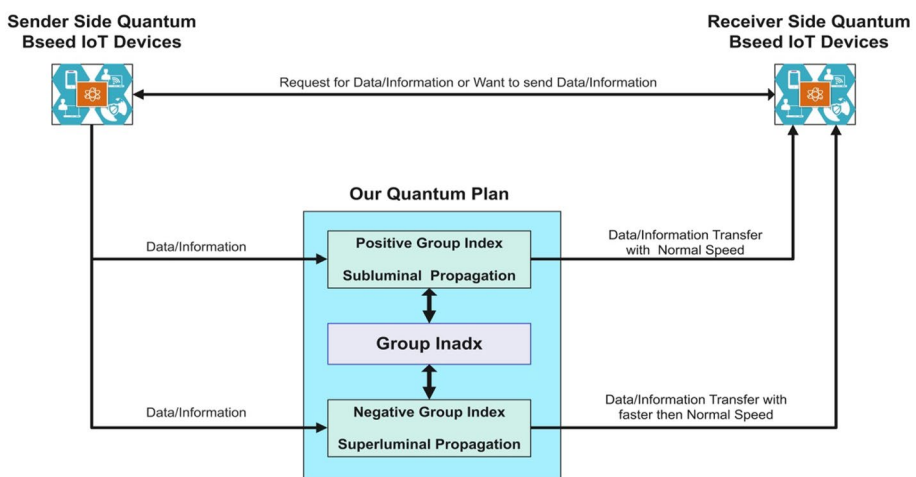 Sender Side Quantum
Bseed IoT Devices
Receiver Side Quantum
Bseed IoT Devices
Request for Data/Information or Want to send Data/Information
Our Quantum Plan
Data/Information
Positive Group Index
Subluminal Propagation
Data/Information Transfer
with Normal Speed
Group Inadx
Data/Information
Negative Group Index
Superluminal Propagation
Data/Information Transfer with
faster then Normal Speed